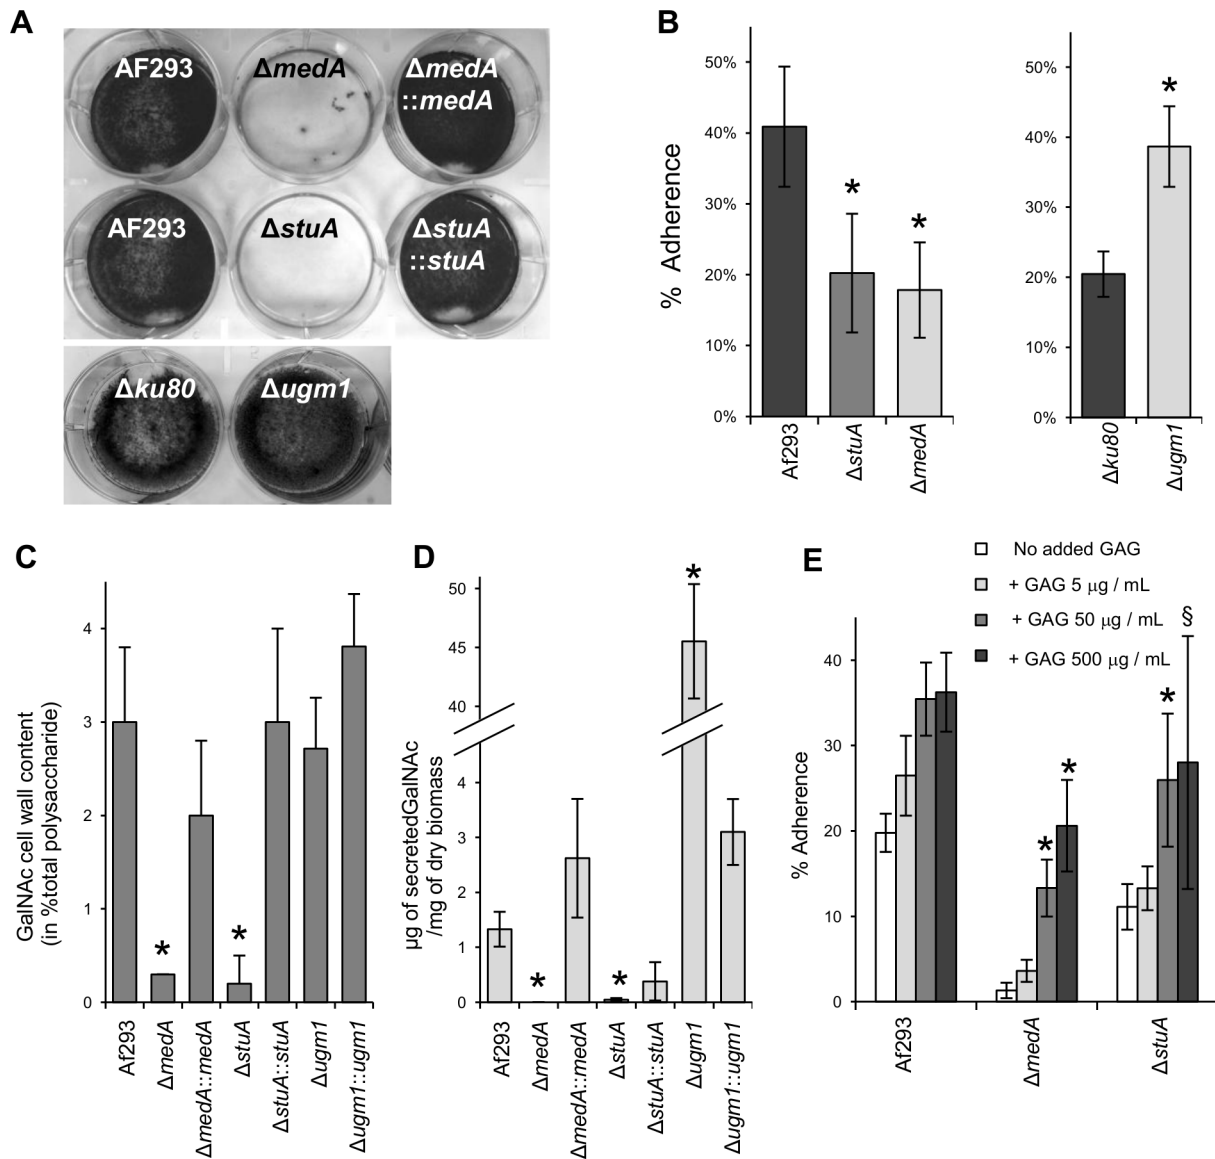 A
AF293
ΔmedA
ΔmedA
::medA
AF293
ΔstuA
ΔstuA
::stuA
Δku80
Δugm1
B
% Adherence
50%
40%
30%
20%
10%
0%
*
*
Af293
ΔstuA
ΔmedA
50%
40%
30%
20%
10%
0%
*
Δku80
Δugm1
C
GalNAc cell wall content
(in %total polysaccharide)
4
3
2
1
0
*
*
Af293
ΔmedA
ΔmedA::medA
ΔstuA
ΔstuA::stuA
Δugm1
Δugm1::ugm1
D
µg of secretedGalNAc
/mg of dry biomass
50
45
40
4
3
2
1
0
*
*
*
Af293
ΔmedA
ΔmedA::medA
ΔstuA
ΔstuA::stuA
Δugm1
Δugm1::ugm1
E
No added GAG
+ GAG 5 µg / mL
+ GAG 50 µg / mL
+ GAG 500 µg / mL
% Adherence
40
30
20
10
0
*
*
*
§
Af293
ΔmedA
ΔstuA